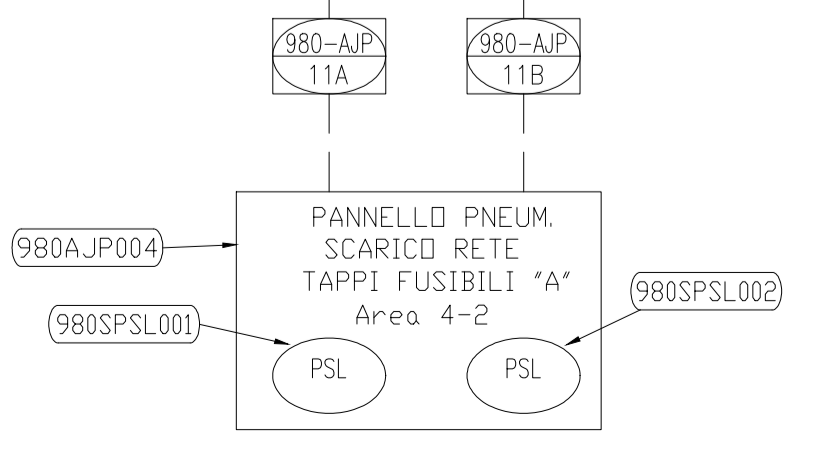 980-AJP
11A
980-AJP
11B
PANNELLO PNEUM.
SCARICO RETE
TAPPI FUSIBILI "A"
Area 4-2
980AJP004
980SPSL001
980SPSL002
PSL
PSL